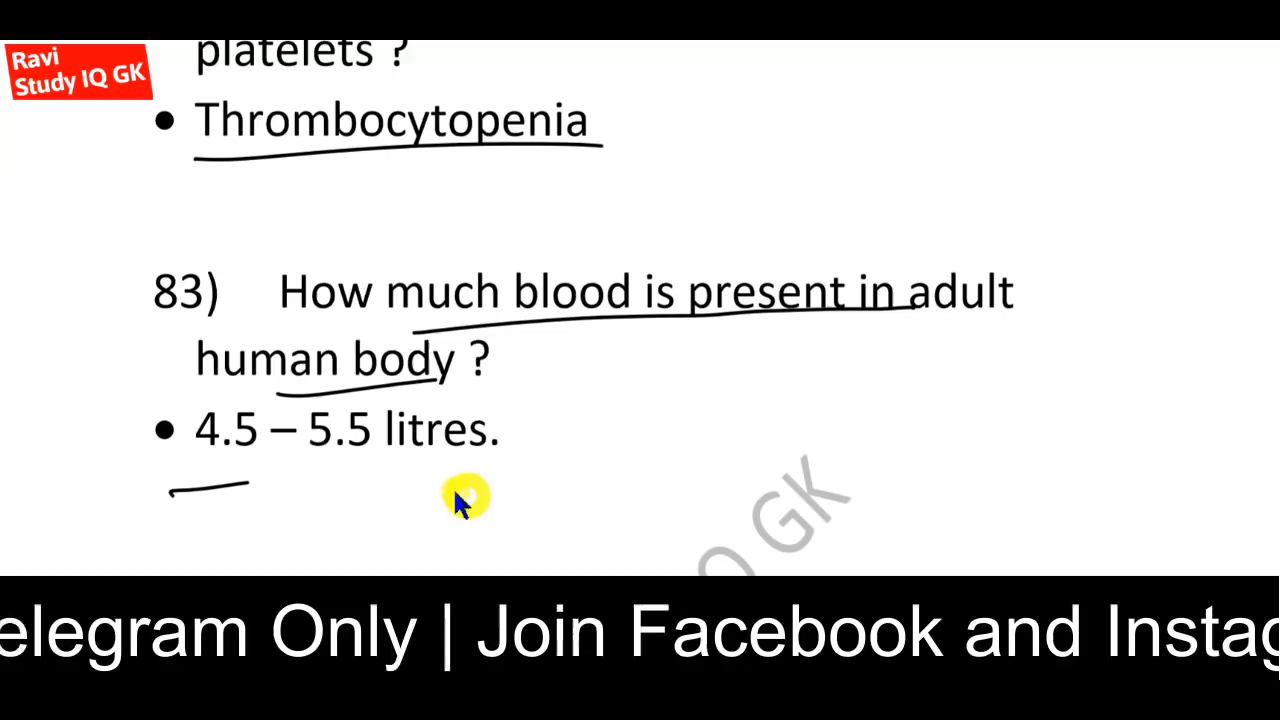 Ravi
Study IQ GK
platelets ?
• Thrombocytopenia
83) How much blood is present in adult
human body ?
• 4.5 – 5.5 litres.
Q GK
elegram Only | Join Facebook and Instag